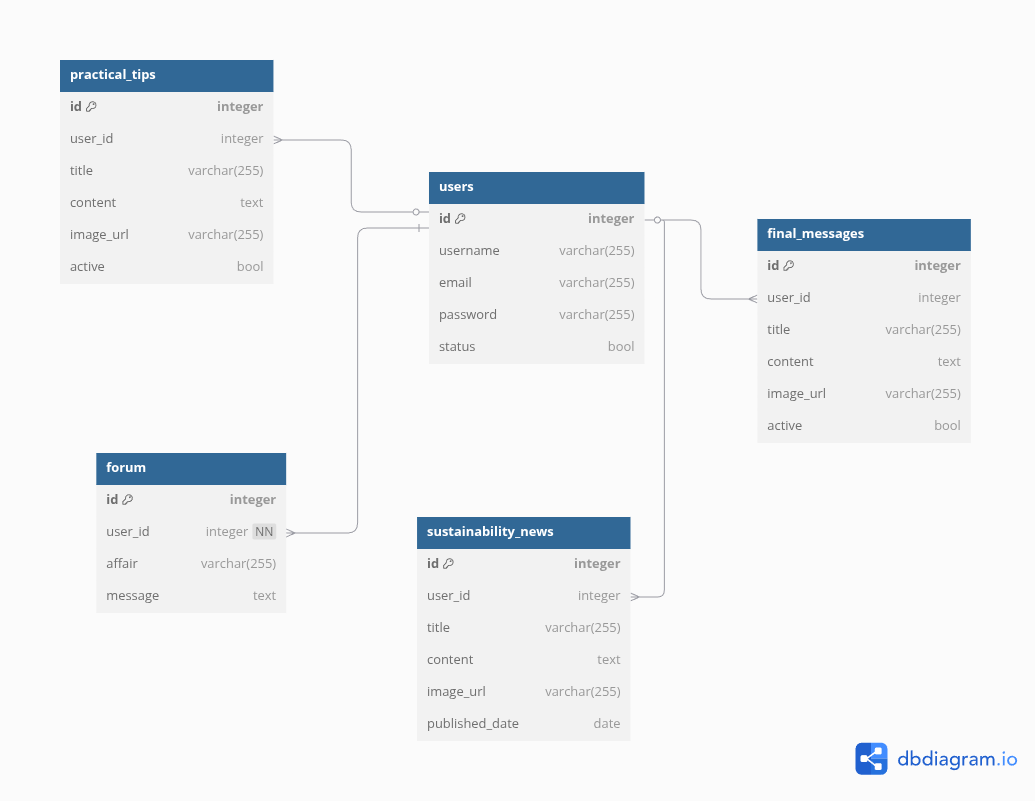 practical_tips
id integer
user_id integer
title varchar(255)
content text
image_url varchar(255)
active bool
users
id integer
username varchar(255)
email varchar(255)
password varchar(255)
status bool
final_messages
id integer
user_id integer
title varchar(255)
content text
image_url varchar(255)
active bool
forum
id integer
user_id integer NN
affair varchar(255)
message text
sustainability_news
id integer
user_id integer
title varchar(255)
content text
image_url varchar(255)
published_date date
dbdiagram.io